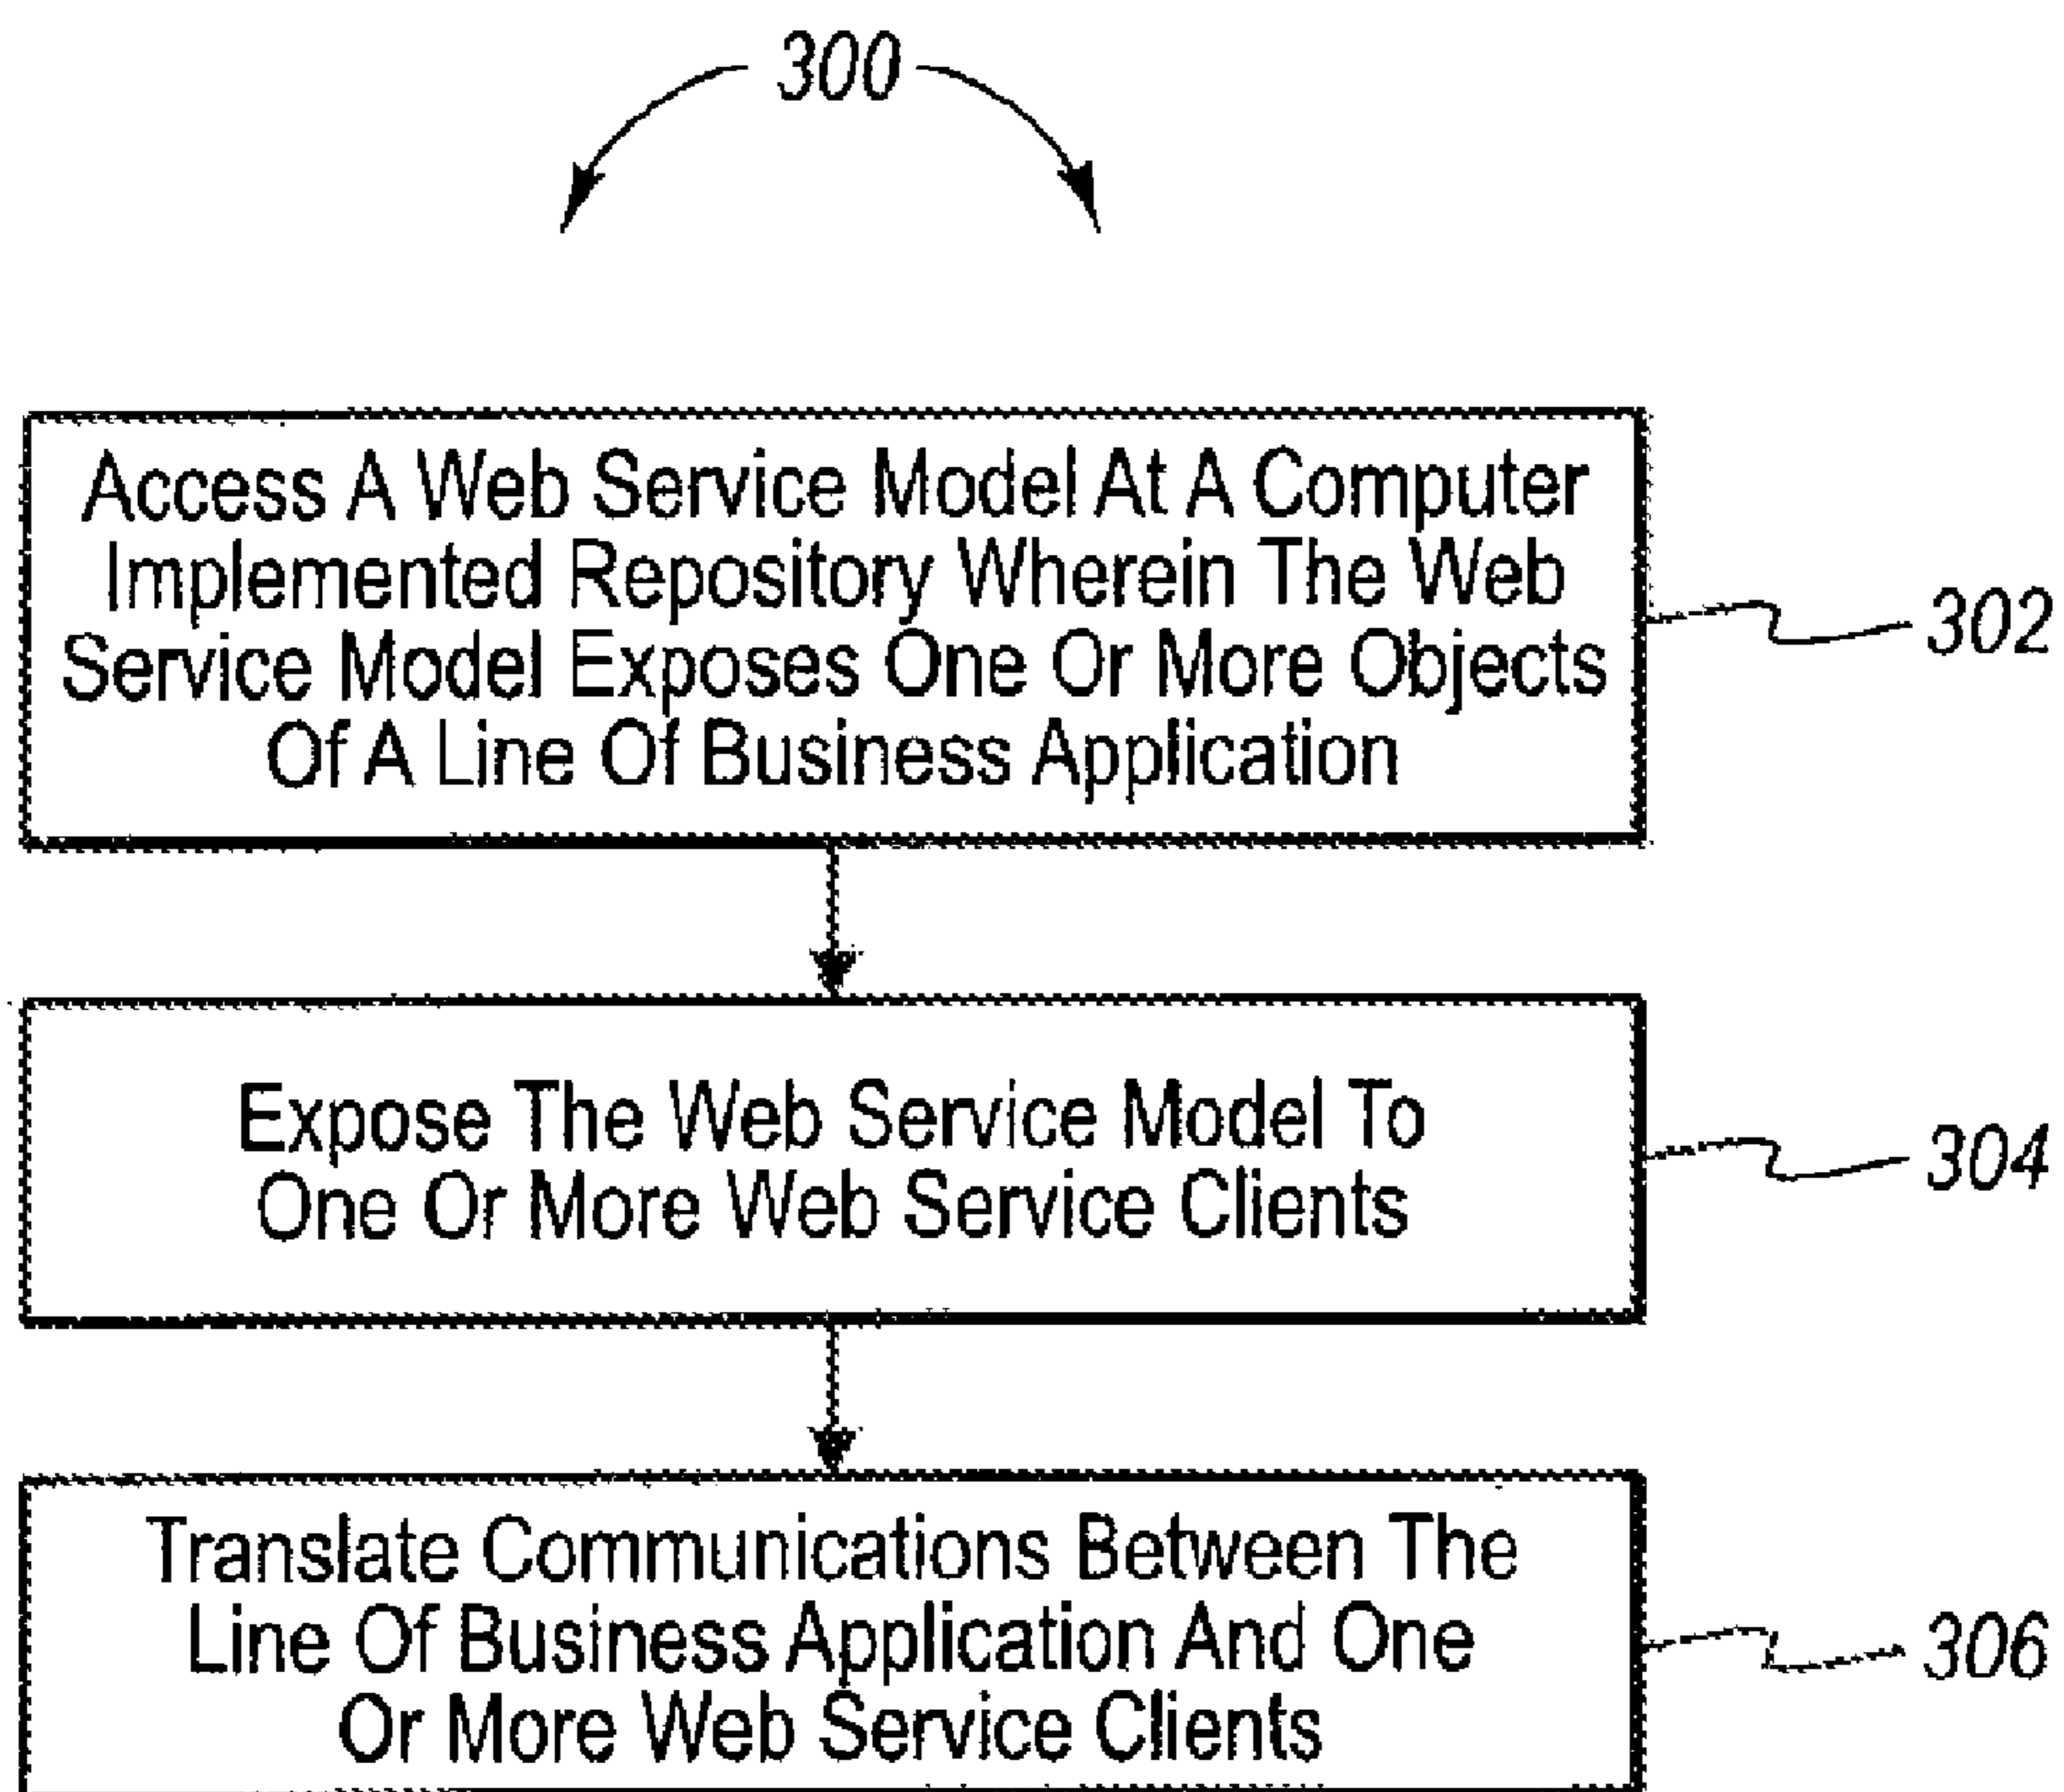 300
Access A Web Service Model At A Computer
Implemented Repository Wherein The Web
Service Model Exposes One Or More Objects
Of A Line Of Business Application
302
Expose The Web Service Model To
One Or More Web Service Clients
304
Translate Communications Between The
Line Of Business Application And One
Or More Web Service Clients
306